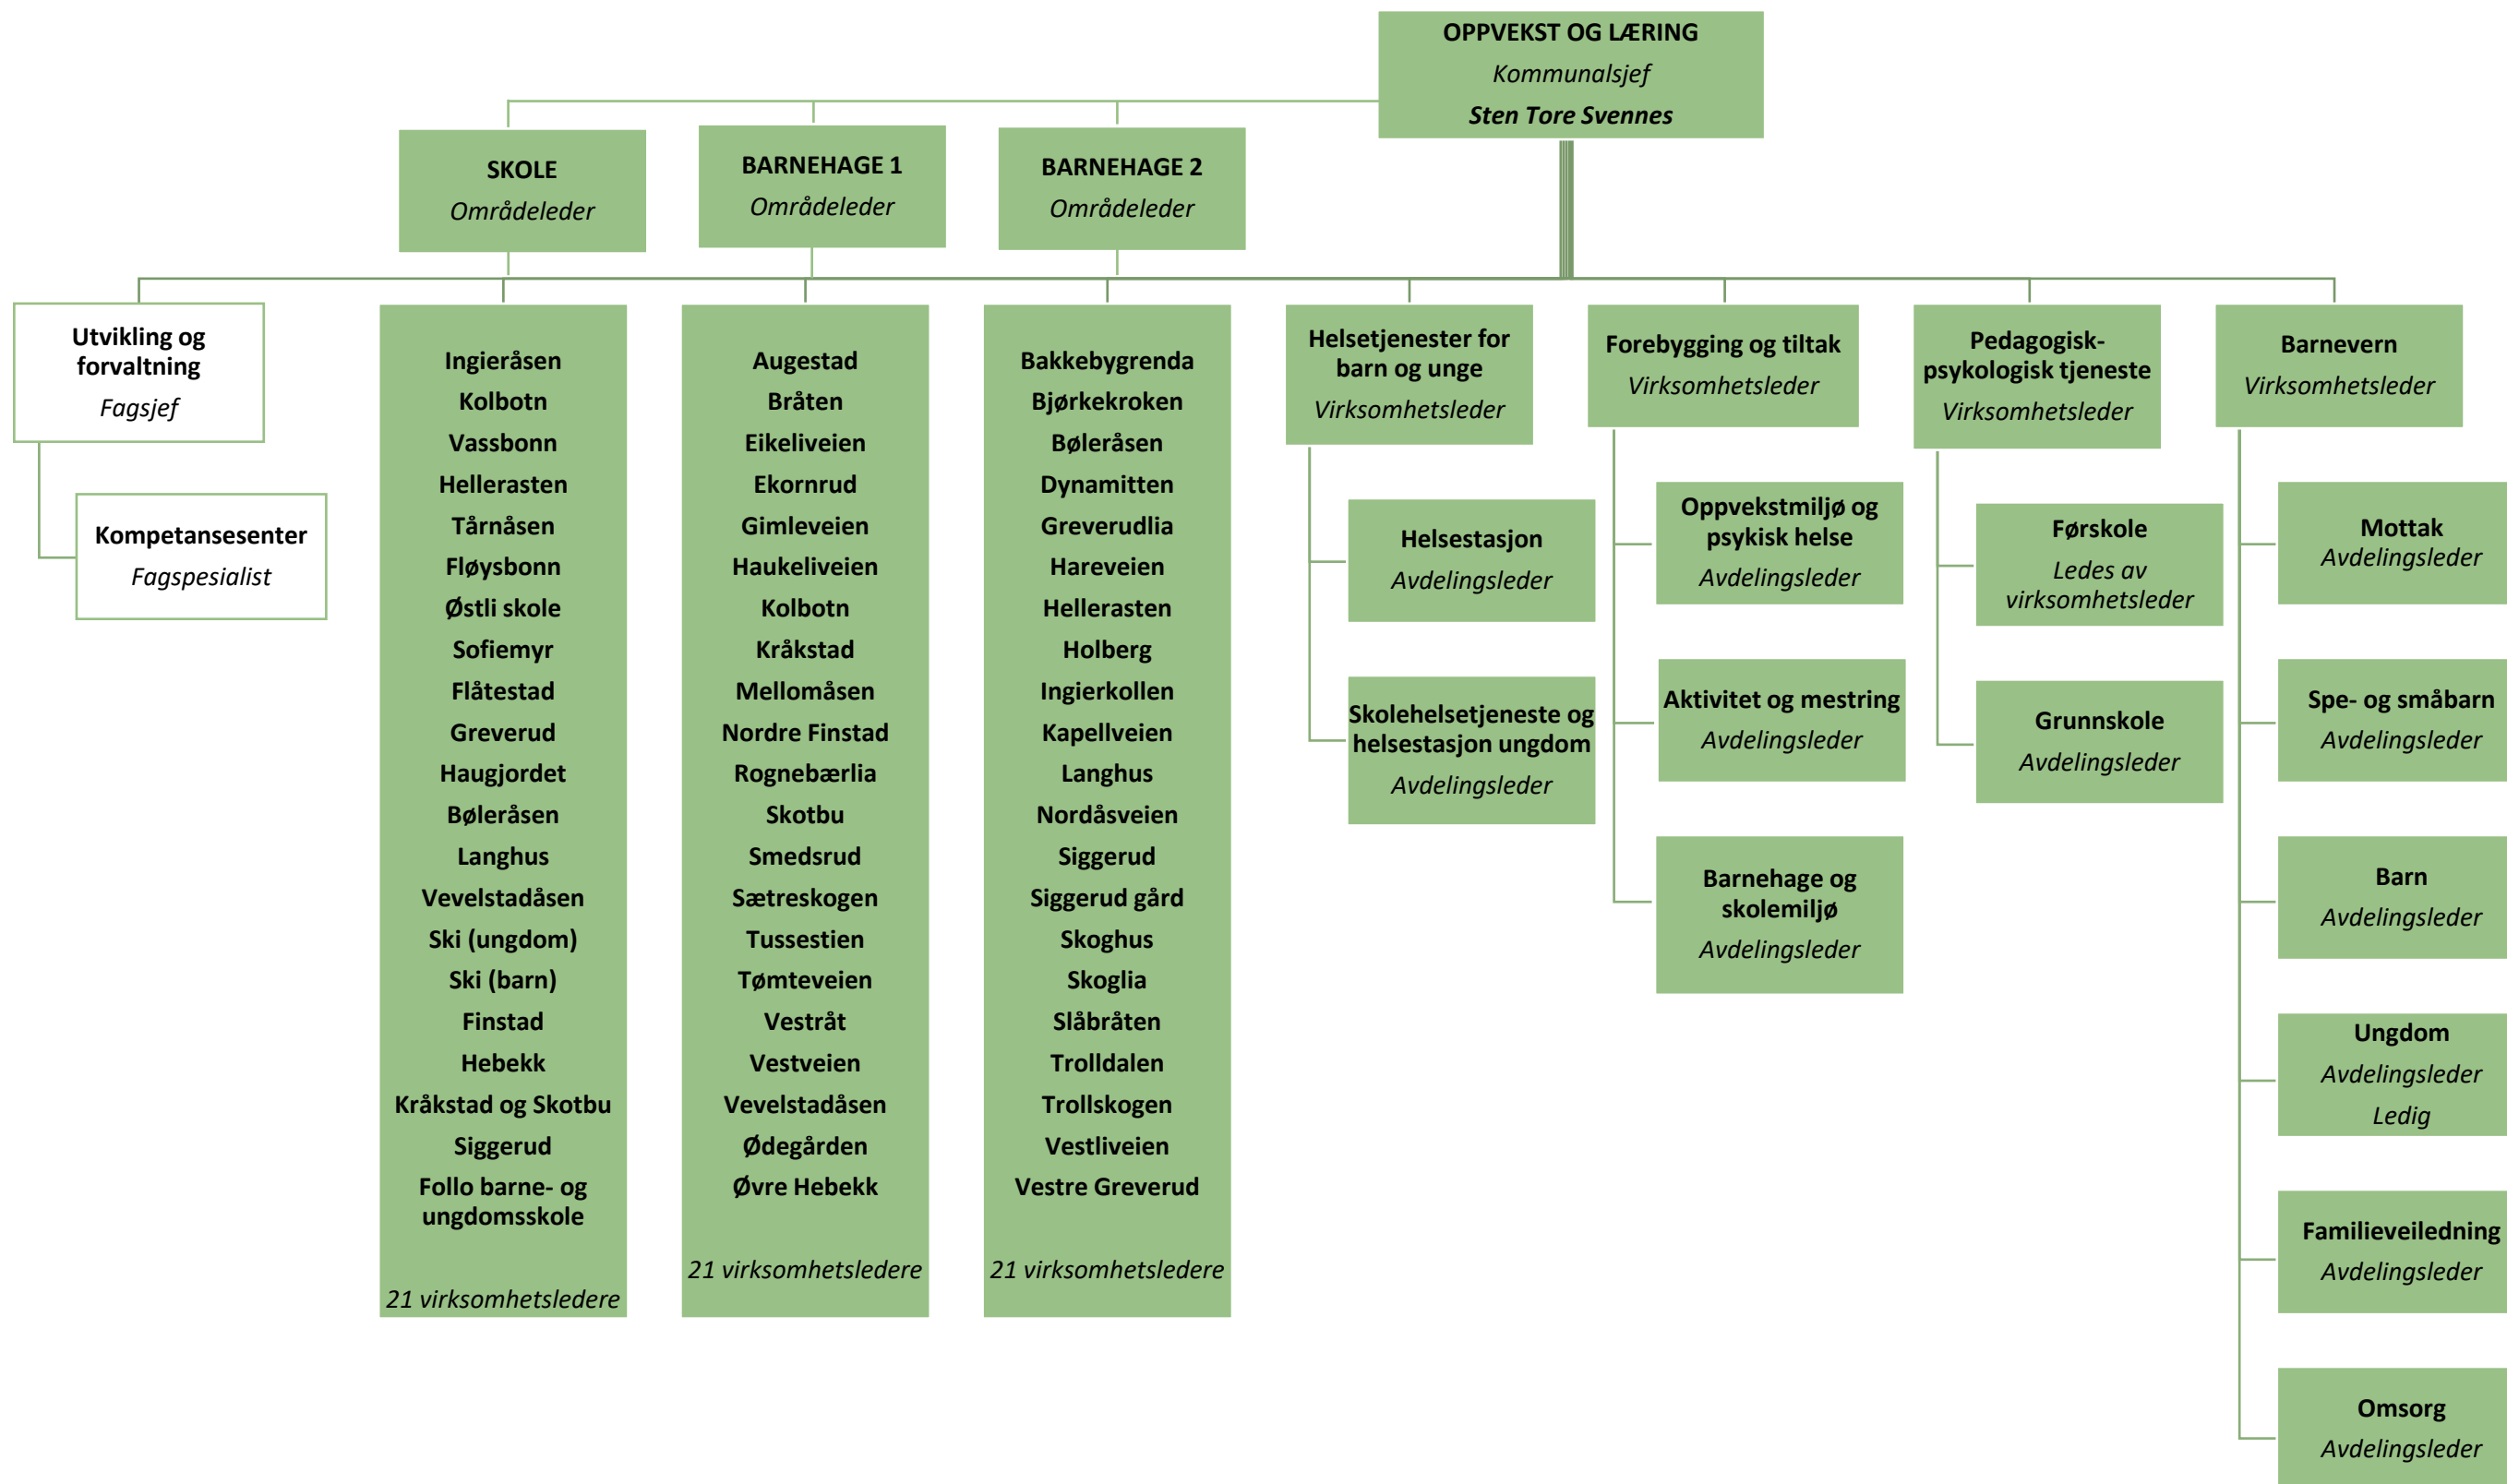 OPPVEKST OG LÆRING
Kommunalsjef
Sten Tore Svennes
SKOLE
Områdeleder
BARNEHAGE 1
Områdeleder
BARNEHAGE 2
Områdeleder
Utvikling og
forvaltning
Fagsjef
Kompetansesenter
Fagspesialist
Ingieråsen
Kolbotn
Vassbonn
Hellerasten
Tårnåsen
Fløysbonn
Østli skole
Sofiemyr
Flåtestad
Greverud
Haugjordet
Bøleråsen
Langhus
Vevelstadåsen
Ski (ungdom)
Ski (barn)
Finstad
Hebekk
Kråkstad og Skotbu
Siggerud
Follo barne- og
ungdomsskole
21 virksomhetsledere
Augestad
Bråten
Eikeliveien
Ekornrud
Gimleveien
Haukeliveien
Kolbotn
Kråkstad
Mellomåsen
Nordre Finstad
Rognebærlia
Skotbu
Smedsrud
Sætreskogen
Tussestien
Tømteveien
Vestråt
Vestveien
Vevelstadåsen
Ødegården
Øvre Hebekk
21 virksomhetsledere
Bakkebygrenda
Bjørkekroken
Bøleråsen
Dynamitten
Greverudlia
Hareveien
Hellerasten
Holberg
Ingierkollen
Kapellveien
Langhus
Nordåsveien
Siggerud
Siggerud gård
Skoghus
Skoglia
Slåbråten
Trolldalen
Trollskogen
Vestliveien
Vestre Greverud
21 virksomhetsledere
Helsetjenester for
barn og unge
Virksomhetsleder
Helsestasjon
Avdelingsleder
Skolehelsetjeneste og
helsestasjon ungdom
Avdelingsleder
Forebygging og tiltak
Virksomhetsleder
Oppvekstmiljø og
psykisk helse
Avdelingsleder
Aktivitet og mestring
Avdelingsleder
Barnehage og
skolemiljø
Avdelingsleder
Pedagogisk-
psykologisk tjeneste
Virksomhetsleder
Førskole
Ledes av
virksomhetsleder
Grunnskole
Avdelingsleder
Barnevern
Virksomhetsleder
Mottak
Avdelingsleder
Spe- og småbarn
Avdelingsleder
Barn
Avdelingsleder
Ungdom
Avdelingsleder
Ledig
Familieveiledning
Avdelingsleder
Omsorg
Avdelingsleder